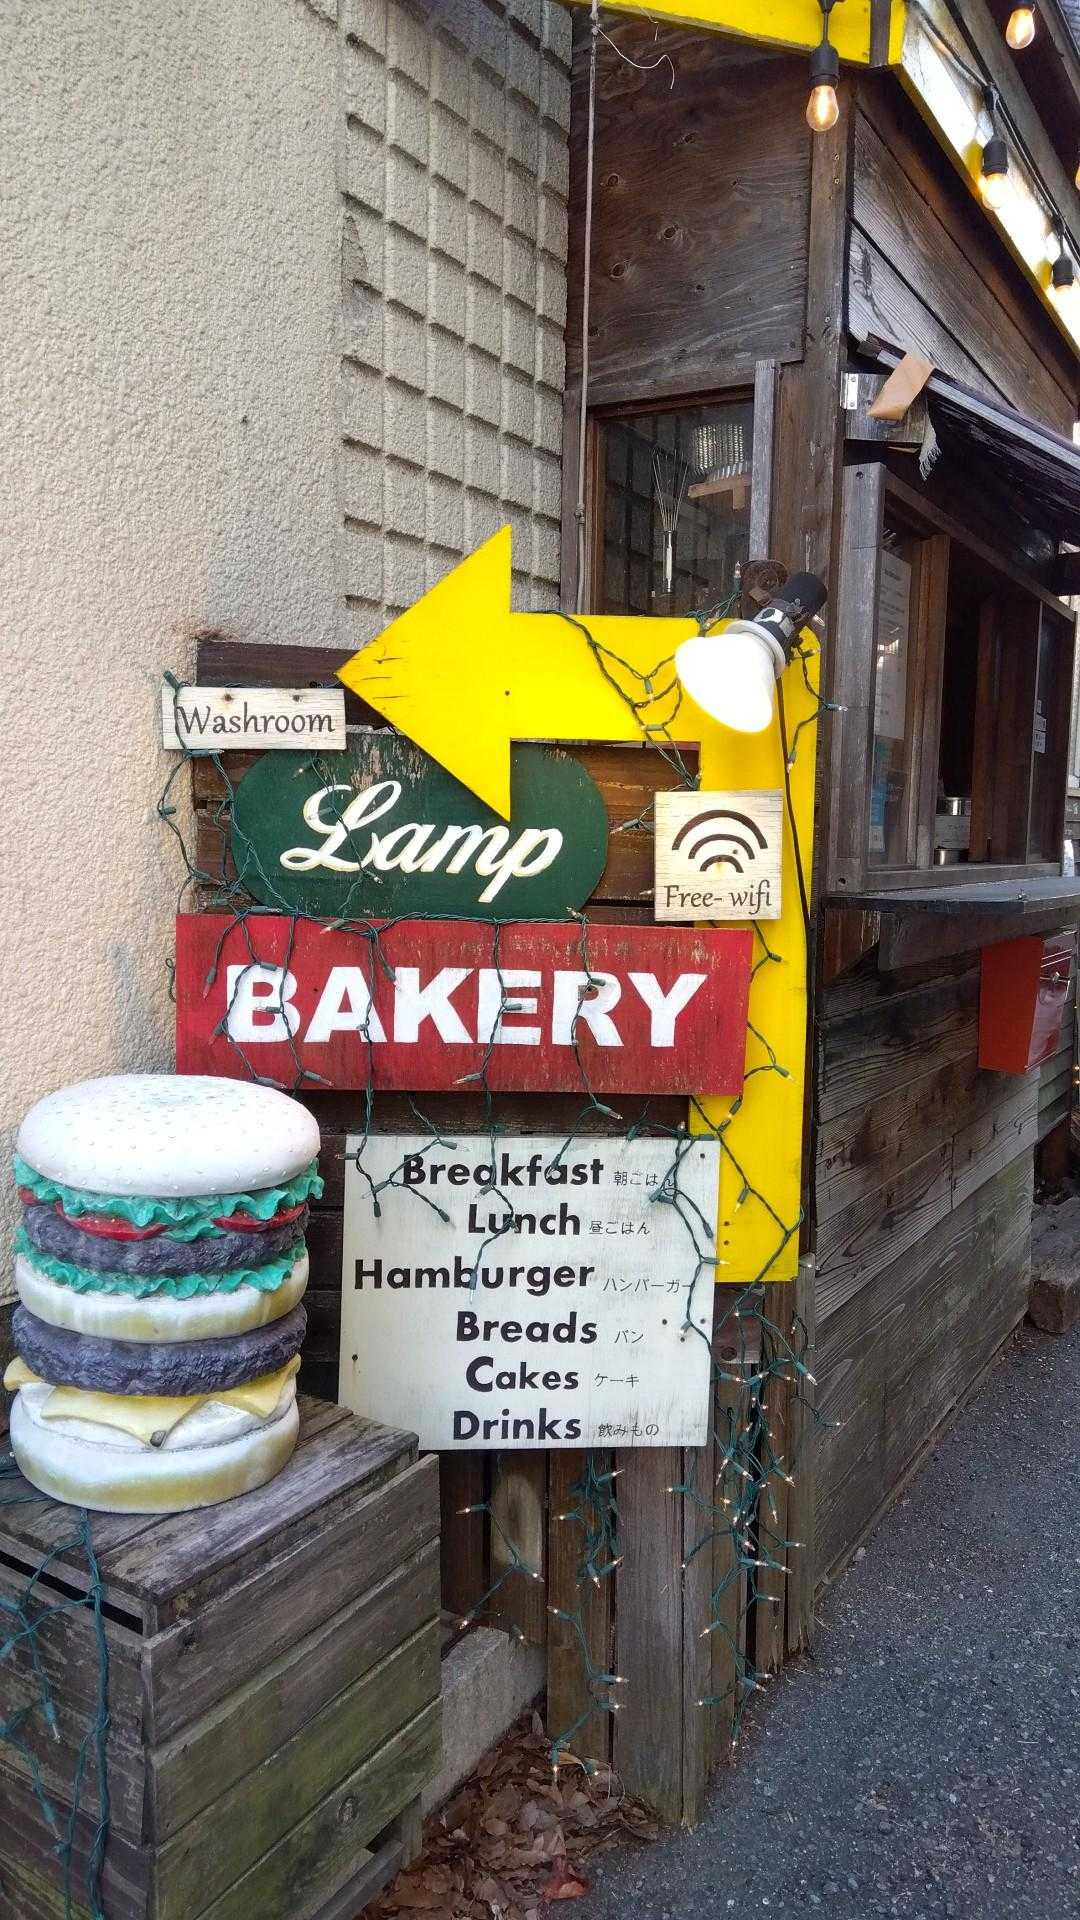 Washroom
Lamp
Free- wifi
BAKERY
Breakfast 朝ごはん
Lunch 昼ごはん
Hamburger ハンバーガー
Breads パン
Cakes ケーキ
Drinks 飲みもの